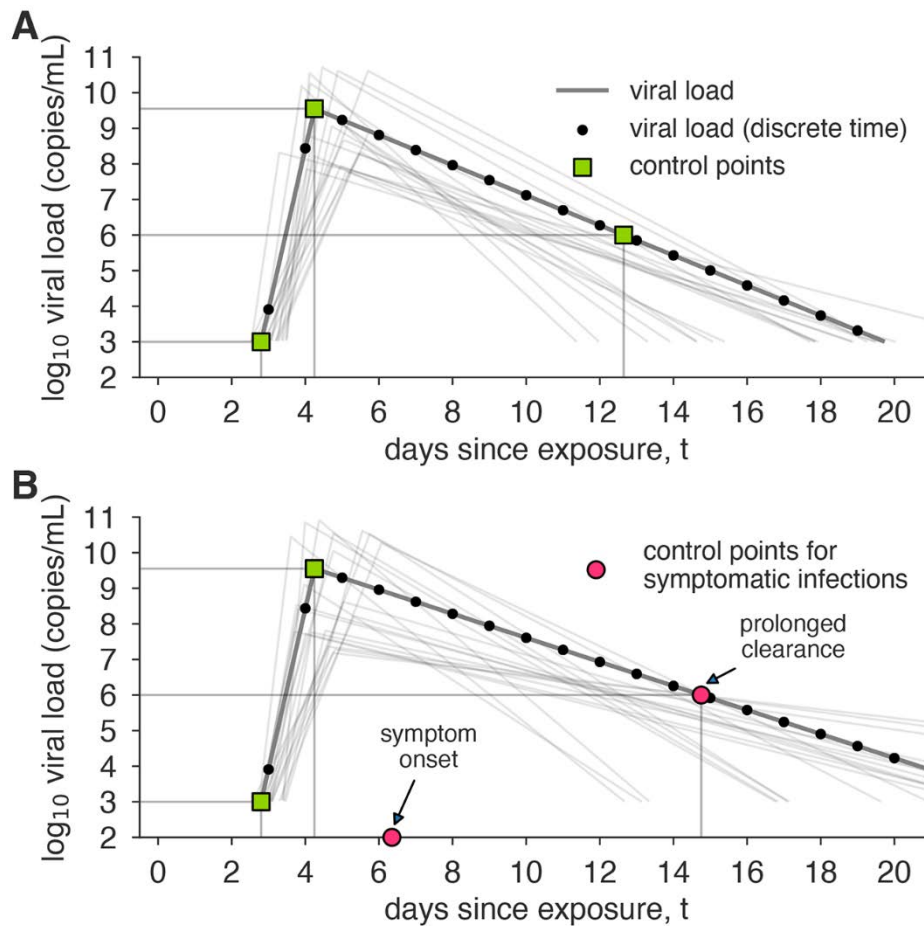 A
log₁₀ viral load (copies/mL)
11
10
9
8
7
6
5
4
3
2
viral load
viral load (discrete time)
control points
0 2 4 6 8 10 12 14 16 18 20
days since exposure, t
B
log₁₀ viral load (copies/mL)
11
10
9
8
7
6
5
4
3
2
control points for
symptomatic infections
prolonged
clearance
symptom
onset
0 2 4 6 8 10 12 14 16 18 20
days since exposure, t